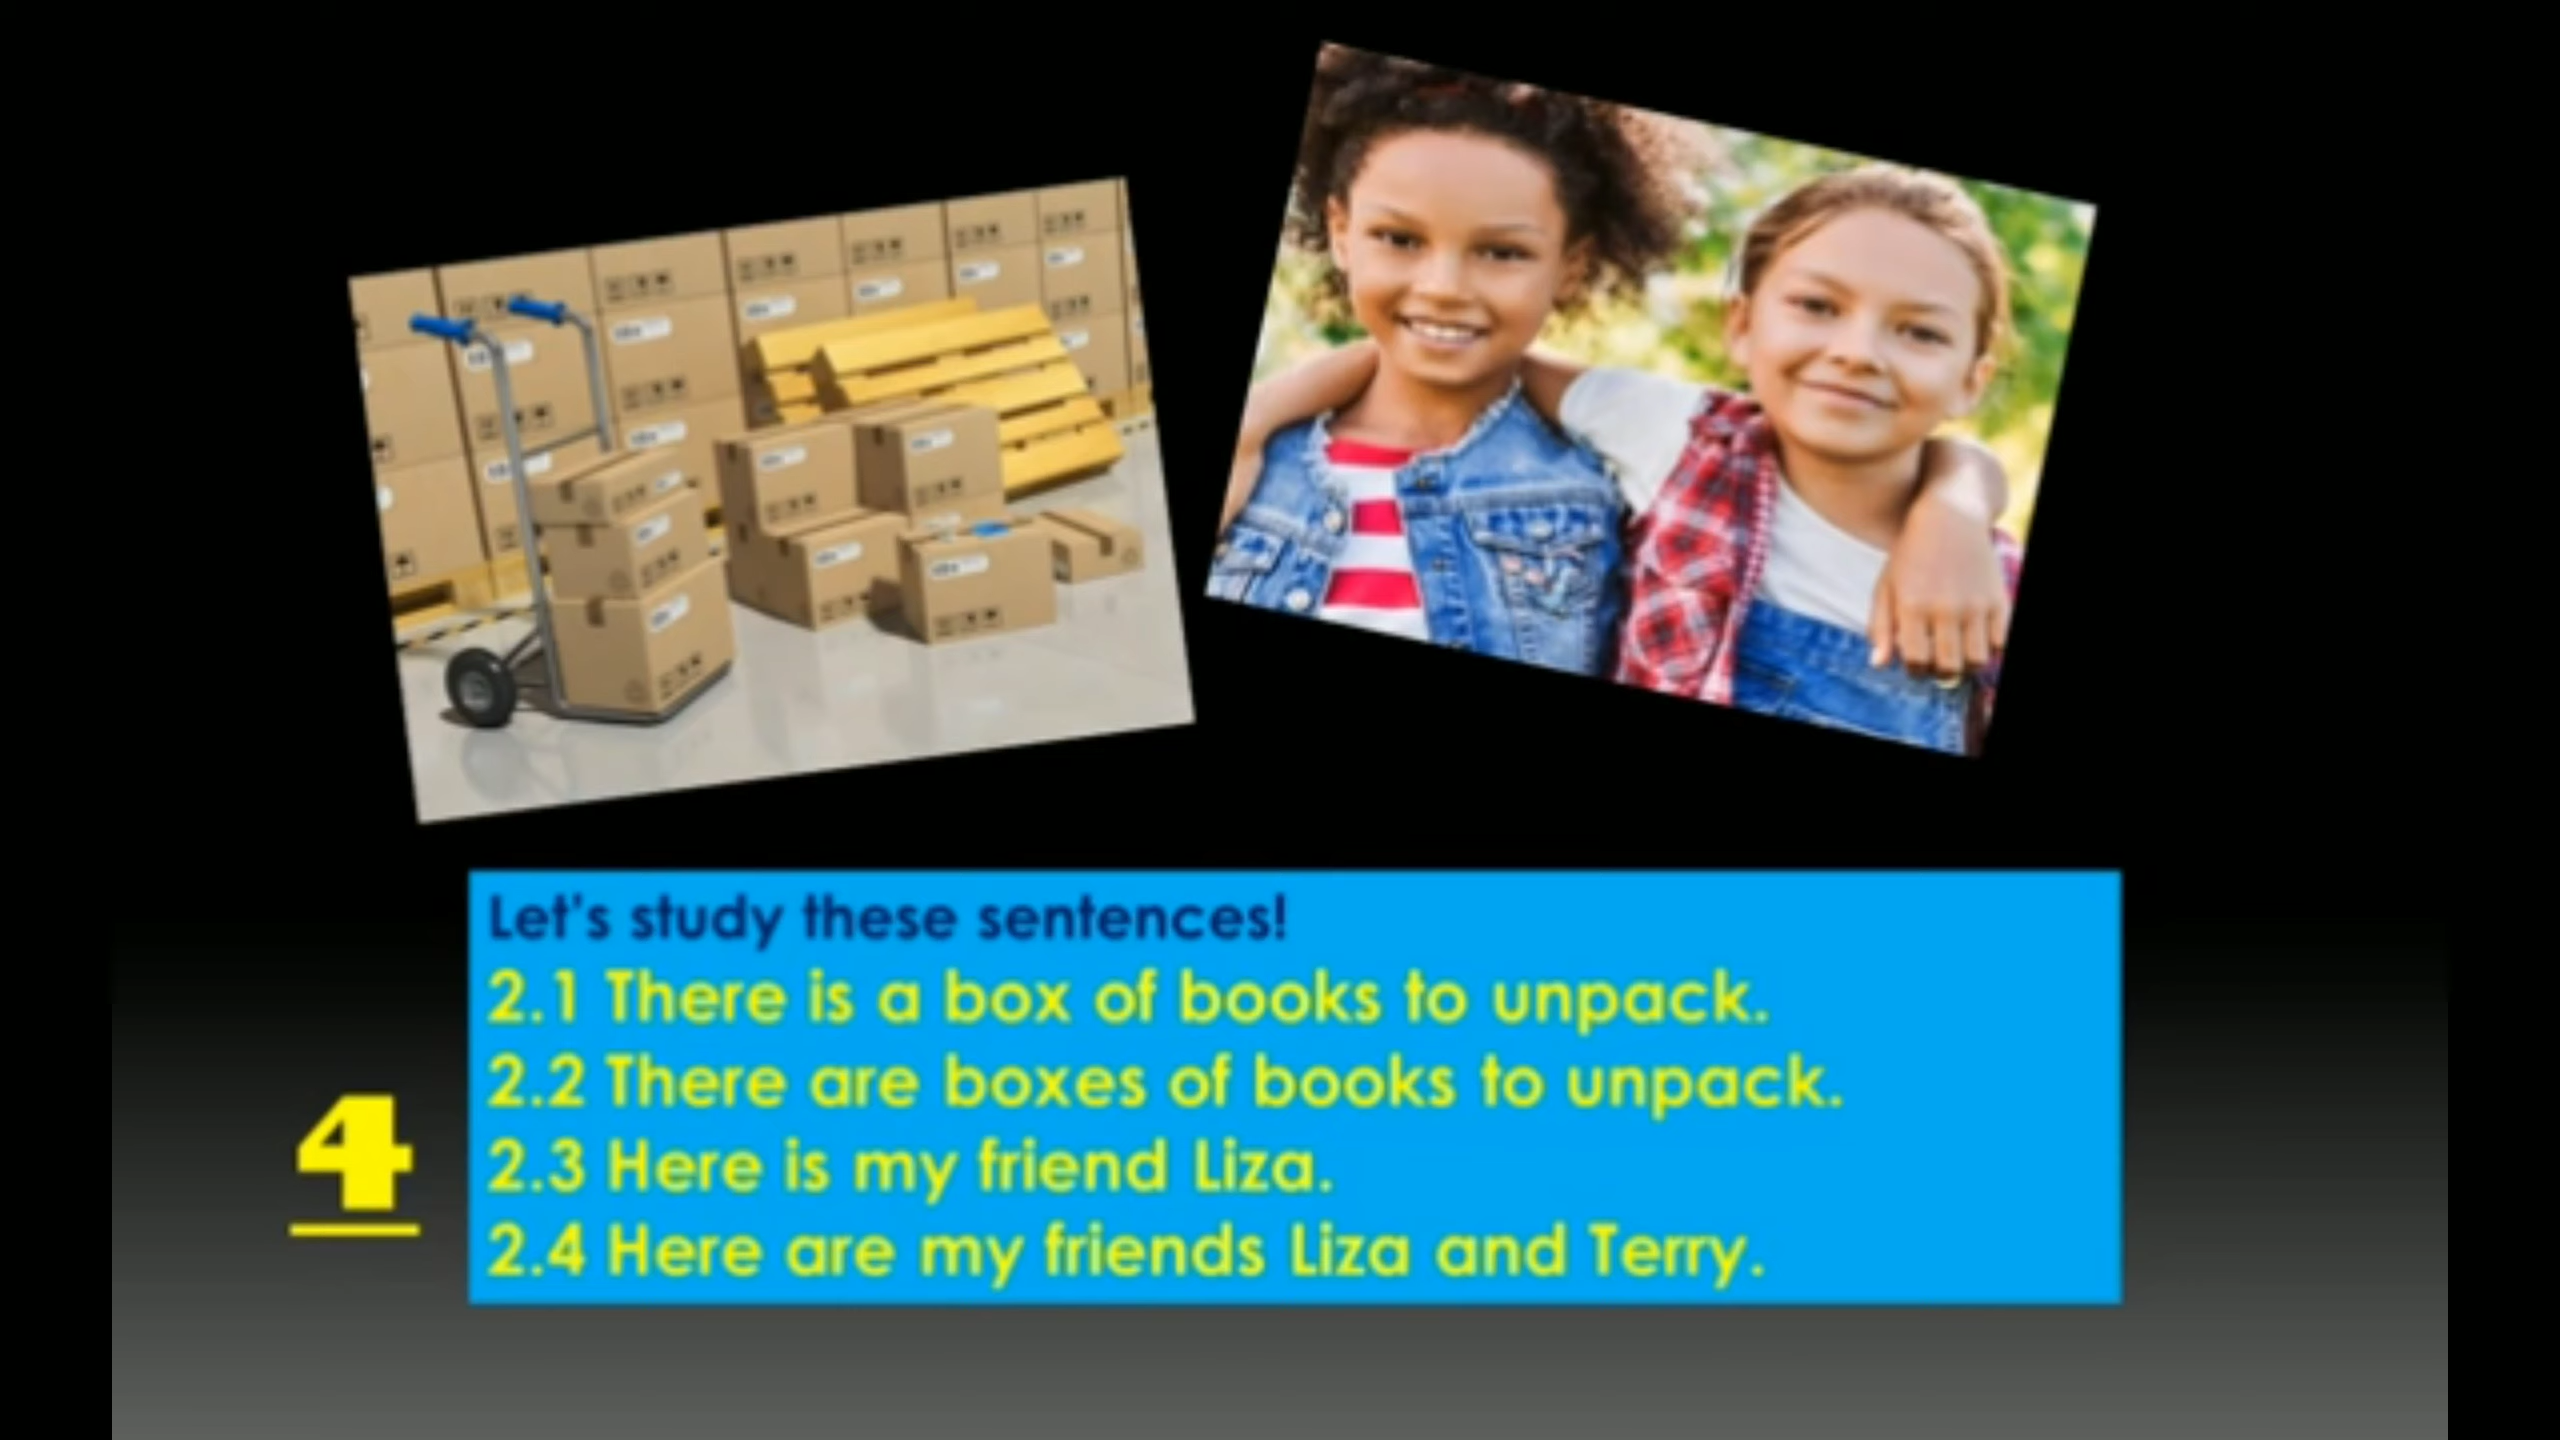 Let's study these sentences!
2.1 There is a box of books to unpack.
2.2 There are boxes of books to unpack.
2.3 Here is my friend Liza.
2.4 Here are my friends Liza and Terry.
4